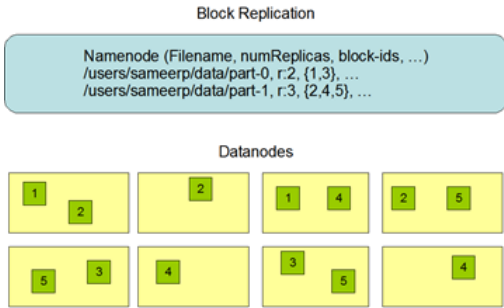 Block Replication
Namenode (Filename, numReplicas, block-ids, …)
/users/sameerp/data/part-0, r:2, {1,3}, …
/users/sameerp/data/part-1, r:3, {2,4,5}, …
Datanodes
1 2 2 1 4 2 5
5 3 4 3 5 4